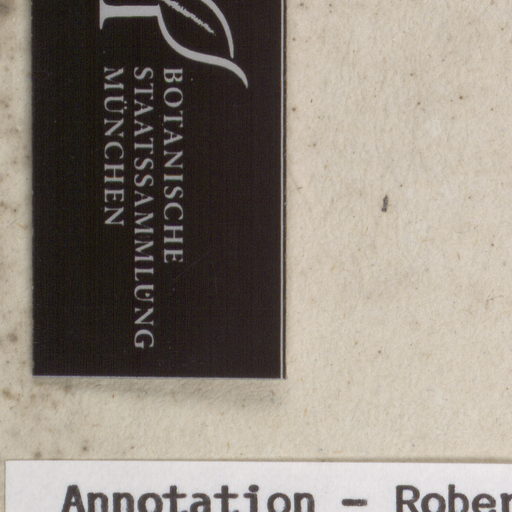 BOTANISCHE
STAATSSAMMLUNG
MÜNCHEN
Annotation - Rober